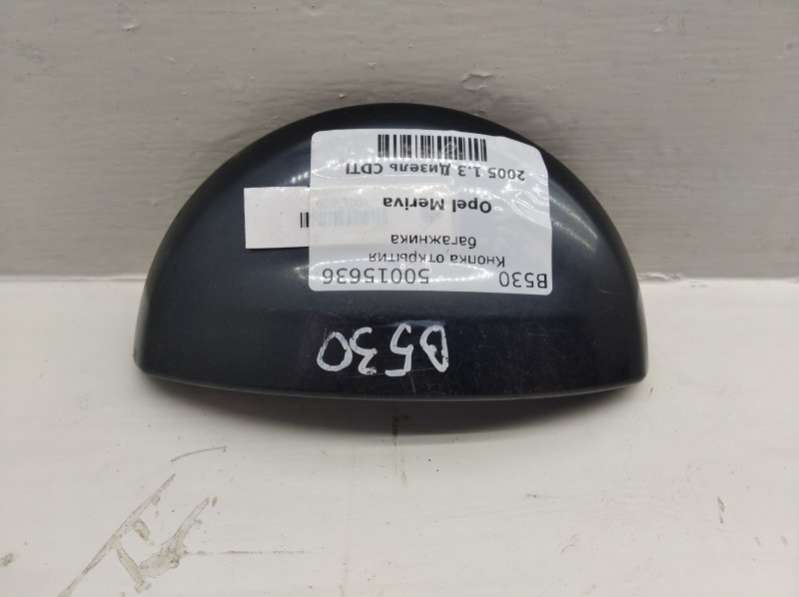 B530 50015636
Кнопка открытия
багажника
Opel Meriva
2005 1.3 Дизель CDTI
B530